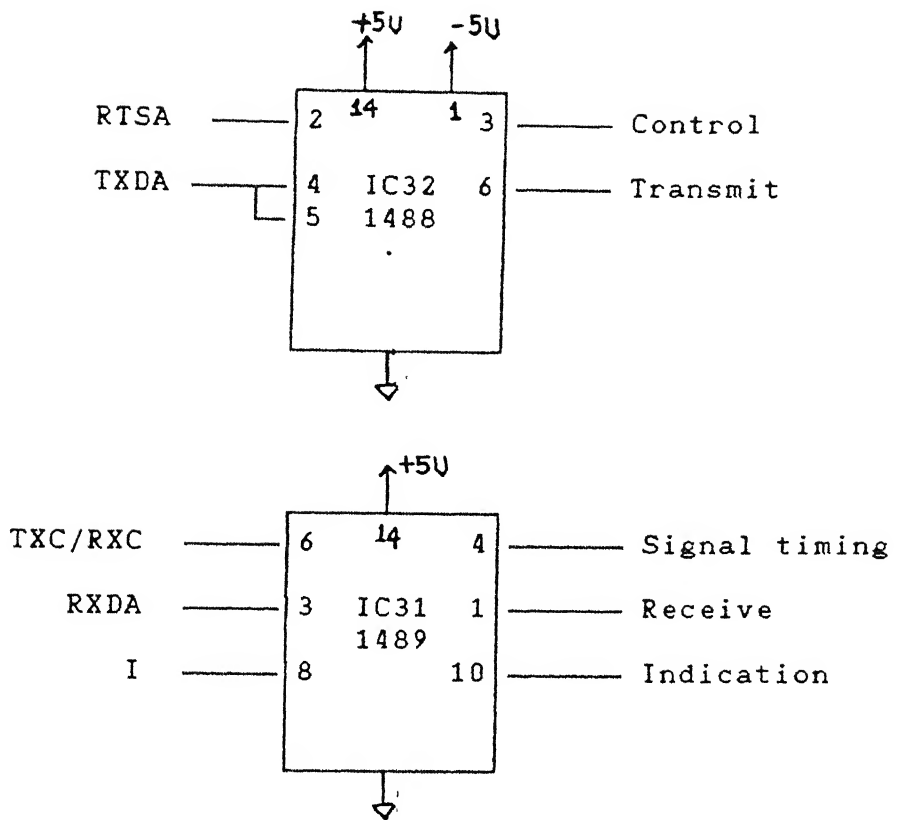 +5V -5V
RTSA 2 14 1 3 Control
TXDA 4 IC32 6 Transmit
5 1488
+5V
TXC/RXC 6 14 4 Signal timing
RXDA 3 IC31 1 Receive
1489
I 8 10 Indication